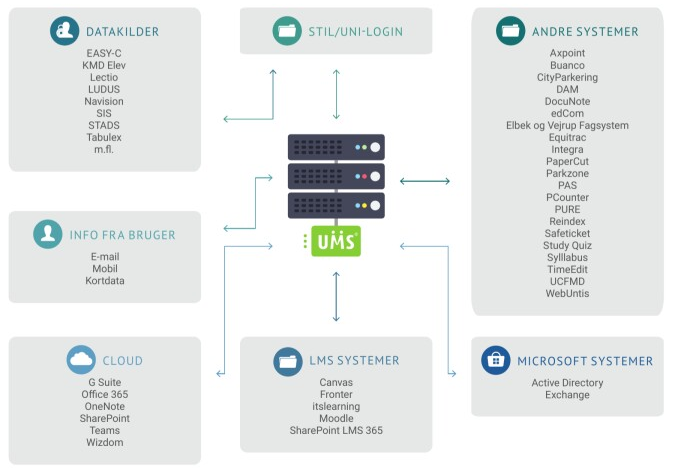 DATAKILDER
EASY-C
KMD Elev
Lectio
LUDUS
Navision
SIS
STADS
Tabulex
m.fl.
STIL/UNI-LOGIN
ANDRE SYSTEMER
Axpoint
Buanco
CityParkering
DAM
DocuNote
edCom
Elbek og Vejrup Fagsystem
Equitrac
Integra
PaperCut
Parkzone
PAS
PCounter
PURE
Reindex
Safeticket
Study Quiz
Sylllabus
TimeEdit
UCFMD
WebUntis
INFO FRA BRUGER
E-mail
Mobil
Kortdata
UMS
CLOUD
G Suite
Office 365
OneNote
SharePoint
Teams
Wizdom
LMS SYSTEMER
Canvas
Fronter
itslearning
Moodle
SharePoint LMS 365
MICROSOFT SYSTEMER
Active Directory
Exchange